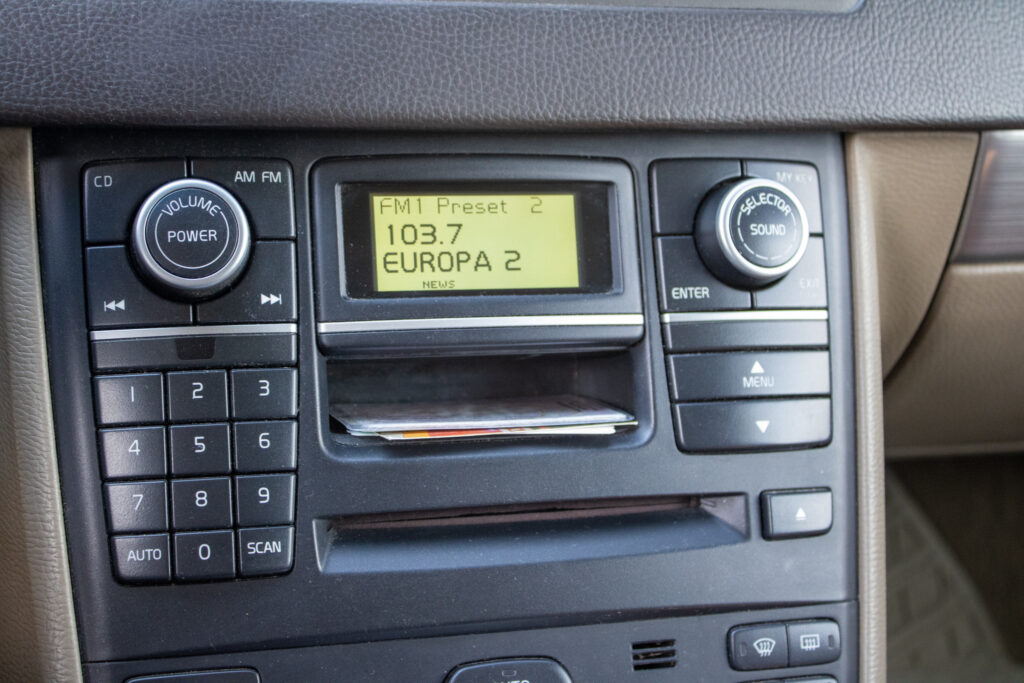 CD
AM FM
VOLUME
POWER
FM1 Preset 2
103.7
EUROPA 2
NEWS
MY KEY
SELECTOR
SOUND
ENTER
EXIT
MENU
1 2 3
4 5 6
7 8 9
AUTO 0 SCAN
AUTO